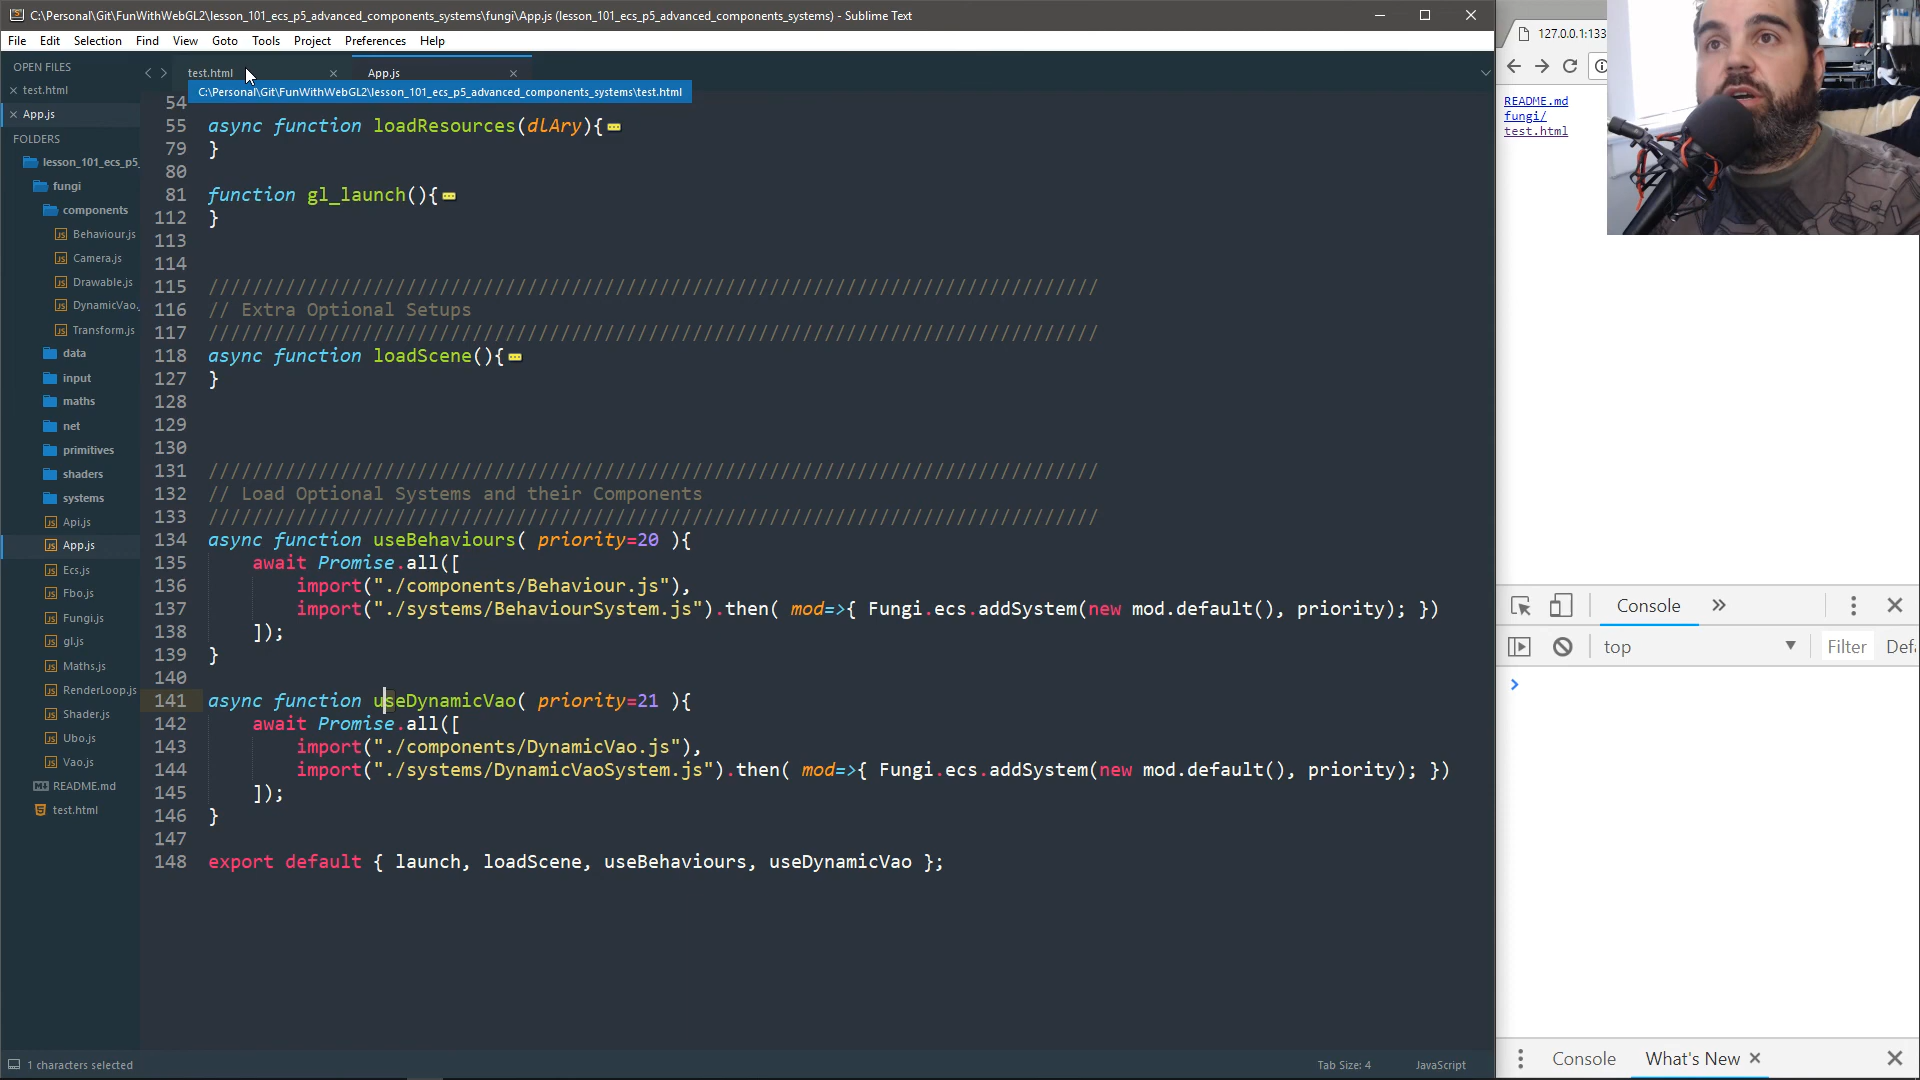 C:\Personal\Git\FunWithWebGL2\lesson_101_ecs_p5_advanced_components_systems\fungi\App.js (lesson_101_ecs_p5_advanced_components_systems) - Sublime Text
File Edit Selection Find View Goto Tools Project Preferences Help
OPEN FILES
test.html
App.js
FOLDERS
lesson_101_ecs_p5_
fungi
components
Behaviour.js
Camera.js
Drawable.js
DynamicVao.
Transform.js
data
input
maths
net
primitives
shaders
systems
Api.js
App.js
Ecs.js
Fbo.js
Fungi.js
gl.js
Maths.js
RenderLoop.js
Shader.js
Ubo.js
Vao.js
README.md
test.html
test.html App.js
C:\Personal\Git\FunWithWebGL2\lesson_101_ecs_p5_advanced_components_systems\test.html
54
55 async function loadResources(dlAry){
79 }
80
81 function gl_launch(){
112 }
113
114
115 /////////////////////////////////////////////////////////////////////////////////
116 // Extra Optional Setups
117 /////////////////////////////////////////////////////////////////////////////////
118 async function loadScene(){
127 }
128
129
130
131 /////////////////////////////////////////////////////////////////////////////////
132 // Load Optional Systems and their Components
133 /////////////////////////////////////////////////////////////////////////////////
134 async function useBehaviours( priority=20 ){
135 await Promise.all([
136 import("./components/Behaviour.js"),
137 import("./systems/BehaviourSystem.js").then( mod=>{ Fungi.ecs.addSystem(new mod.default(), priority); })
138 ]);
139 }
140
141 async function useDynamicVao( priority=21 ){
142 await Promise.all([
143 import("./components/DynamicVao.js"),
144 import("./systems/DynamicVaoSystem.js").then( mod=>{ Fungi.ecs.addSystem(new mod.default(), priority); })
145 ]);
146 }
147
148 export default { launch, loadScene, useBehaviours, useDynamicVao };
1 characters selected
Tab Size: 4
JavaScript
127.0.0.1:133
README.md
fungi/
test.html
Console
top
Filter
Defa
Console What's New